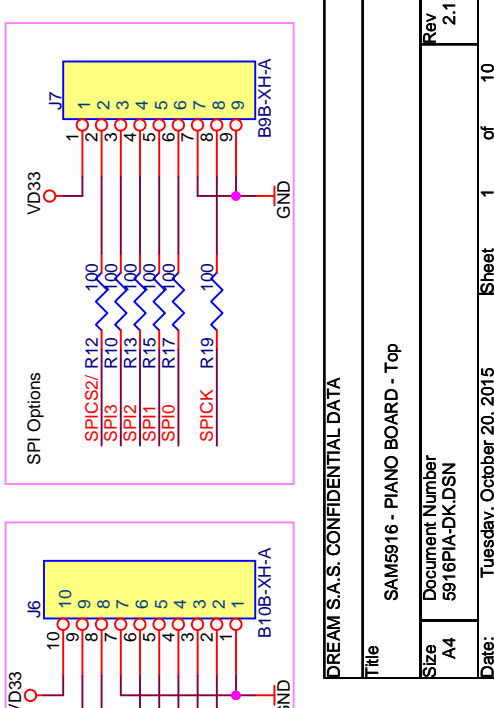 SPI Options
VD33
J7
1 1
2 2
3 3
4 4
5 5
6 6
7 7
8 8
9 9
B9B-XH-A
GND
SPICS2/ R12 100
SPI3 R10 100
SPI2 R13 100
SPI1 R15 100
SPI0 R17 100
SPICK R19 100
VD33
J6
10 10
9 9
8 8
7 7
6 6
5 5
4 4
3 3
2 2
1 1
B10B-XH-A
GND
DREAM S.A.S. CONFIDENTIAL DATA
Title
SAM5916 - PIANO BOARD - Top
Size Document Number Rev
A4 5916PIA-DK.DSN 2.1
Date: Tuesday, October 20, 2015 Sheet 1 of 10